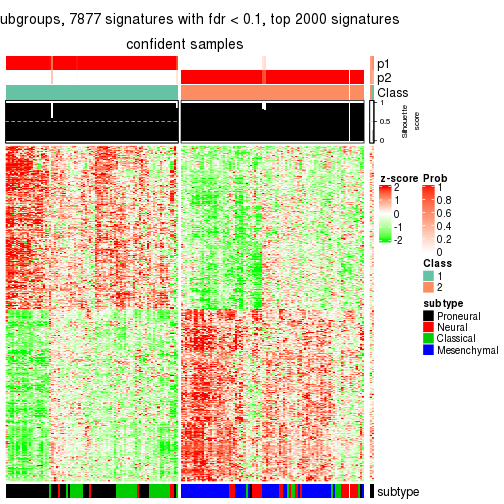 ubgroups, 7877 signatures with fdr < 0.1, top 2000 signatures
confident samples
p1
p2
Class
1
0.5
0
Silhouette
score
z-score
2
1
0
-1
-2
Prob
1
0.8
0.6
0.4
0.2
0
Class
1
2
subtype
Proneural
Neural
Classical
Mesenchymal
subtype